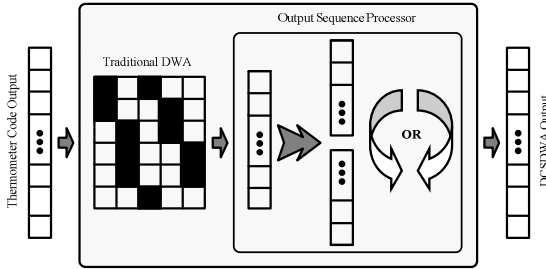 Output Sequence Processor
Traditional DWA
Thermometer Code Output
OR
DCSDWA Output